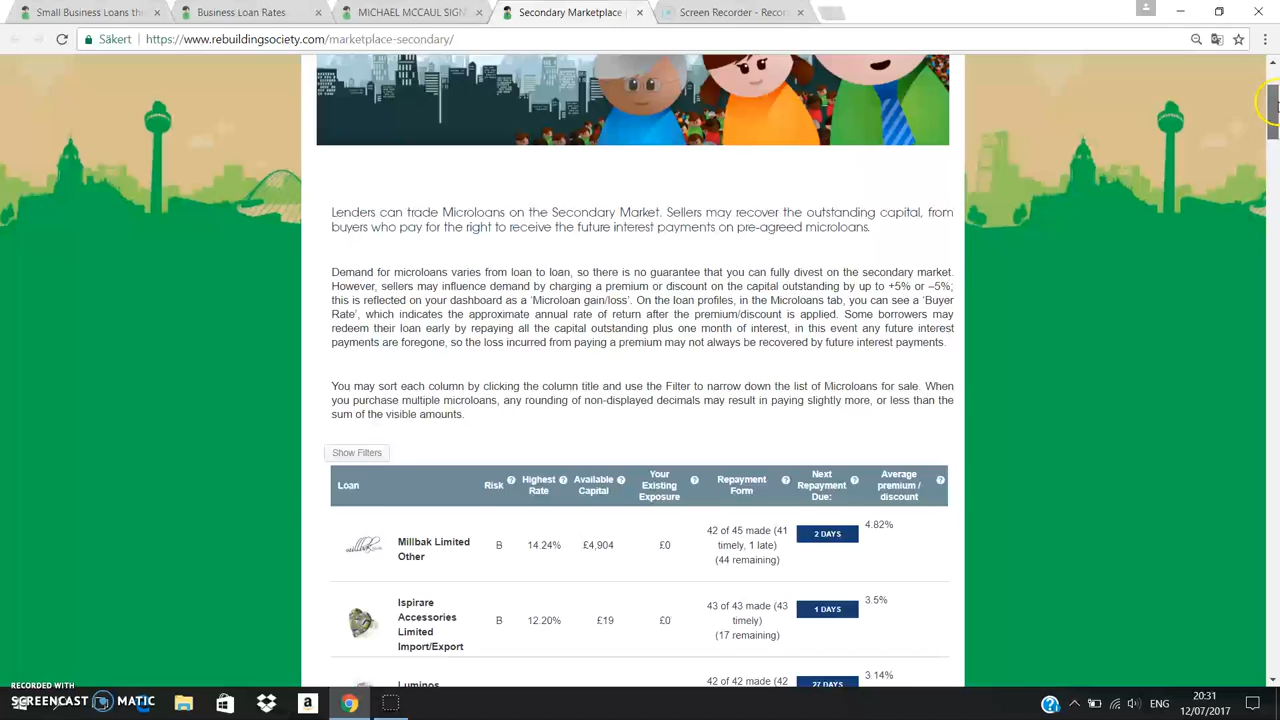 Small Business Loans the
Business Loan Rates
MICHAEL MCCAUL SIGN
Secondary Marketplace
Screen Recorder - Recor
Säkert
https://www.rebuildingsociety.com/marketplace-secondary/
Lenders can trade Microloans on the Secondary Market. Sellers may recover the outstanding capital, from
buyers who pay for the right to receive the future interest payments on pre-agreed microloans.
Demand for microloans varies from loan to loan, so there is no guarantee that you can fully divest on the secondary market.
However, sellers may influence demand by charging a premium or discount on the capital outstanding by up to +5% or –5%;
this is reflected on your dashboard as a ‘Microloan gain/loss’. On the loan profiles, in the Microloans tab, you can see a ‘Buyer
Rate’, which indicates the approximate annual rate of return after the premium/discount is applied. Some borrowers may
redeem their loan early by repaying all the capital outstanding plus one month of interest, in this event any future interest
payments are foregone, so the loss incurred from paying a premium may not always be recovered by future interest payments.
You may sort each column by clicking the column title and use the Filter to narrow down the list of Microloans for sale. When
you purchase multiple microloans, any rounding of non-displayed decimals may result in paying slightly more, or less than the
sum of the visible amounts.
Show Filters
Loan
Risk
Highest
Rate
Available
Capital
Your
Existing
Exposure
Repayment
Form
Next
Repayment
Due:
Average
premium /
discount
millbak
Millbak Limited
Other
B
14.24%
£4,904
£0
42 of 45 made (41
timely, 1 late)
(44 remaining)
2 DAYS
4.82%
Ispirare
Accessories
Limited
Import/Export
B
12.20%
£19
£0
43 of 43 made (43
timely)
(17 remaining)
1 DAYS
3.5%
Luminos
42 of 42 made (42
27 DAYS
3.14%
RECORDED WITH
SCREENCAST MATIC
ENG
20:31
12/07/2017